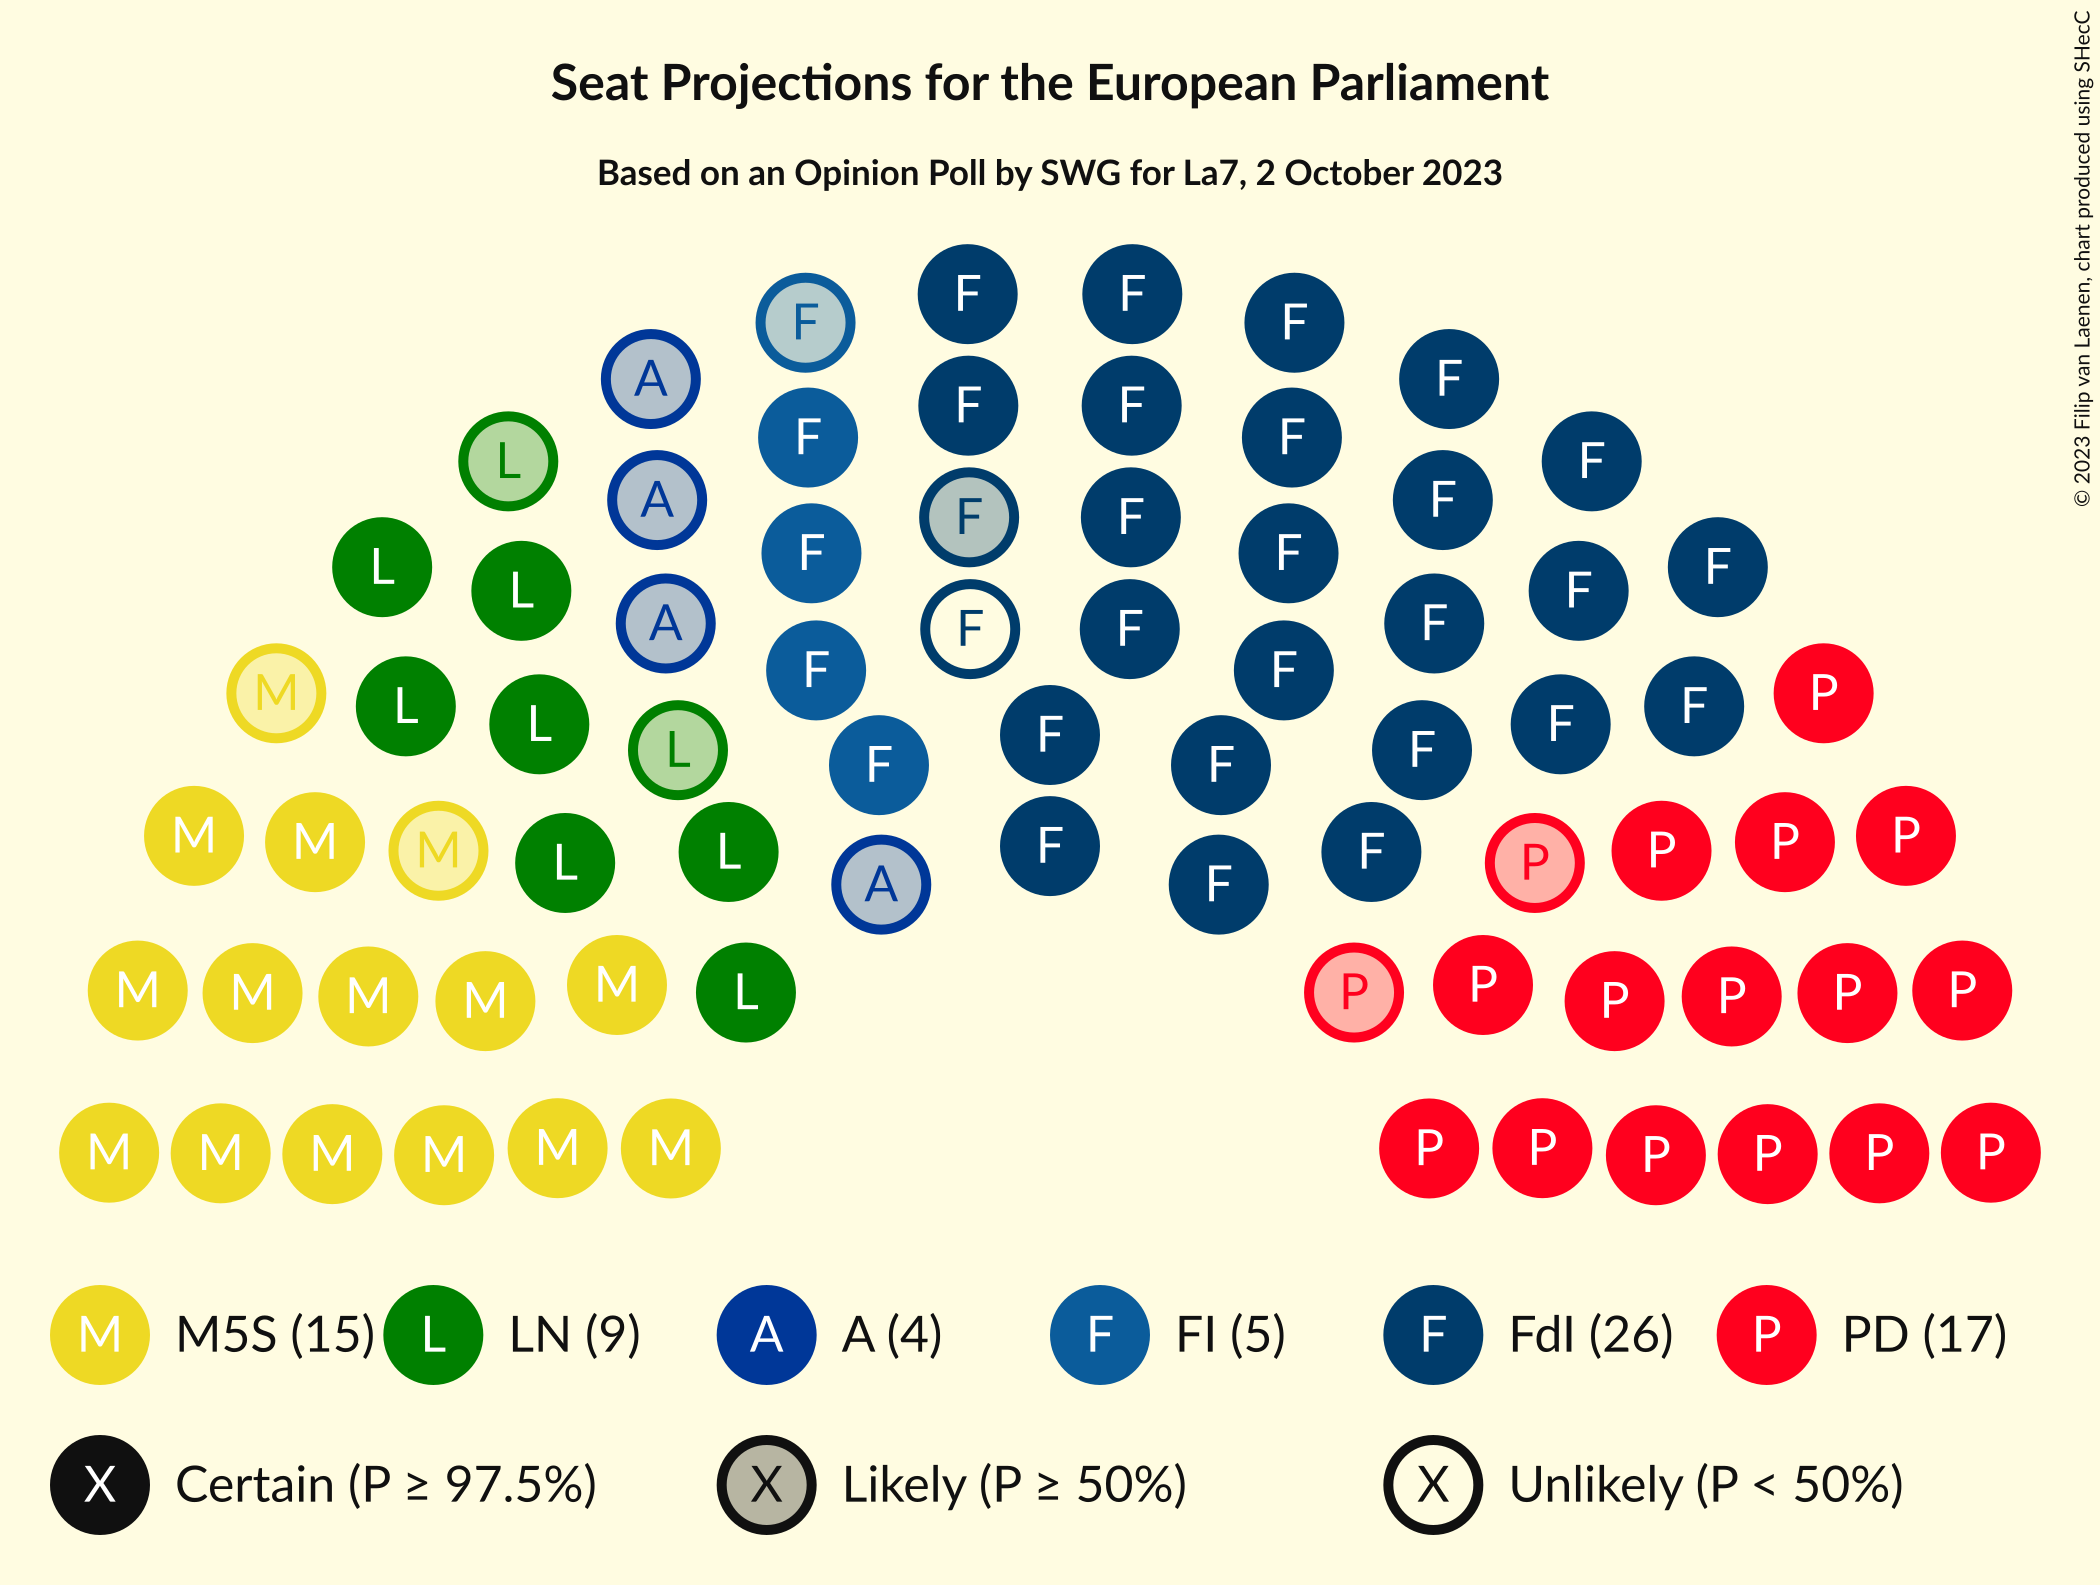 Seat Projections for the European Parliament
Based on an Opinion Poll by SWG for La7, 2 October 2023
© 2023 Filip van Laenen, chart produced using SHecC
F F
F F
A F
F F
F F
L F
A F
F F
L F
L F
F F
A F
F F
M L F P
L F
L F
F
F F
M P
M P
M L P P
L F
F
A F
M M M M M L P P P P P P
M M M M M M P P P P P P
M M5S (15) L LN (9) A A (4) F FI (5) F FdI (26) P PD (17)
X Certain (P ≥ 97.5%) X Likely (P ≥ 50%) X Unlikely (P < 50%)